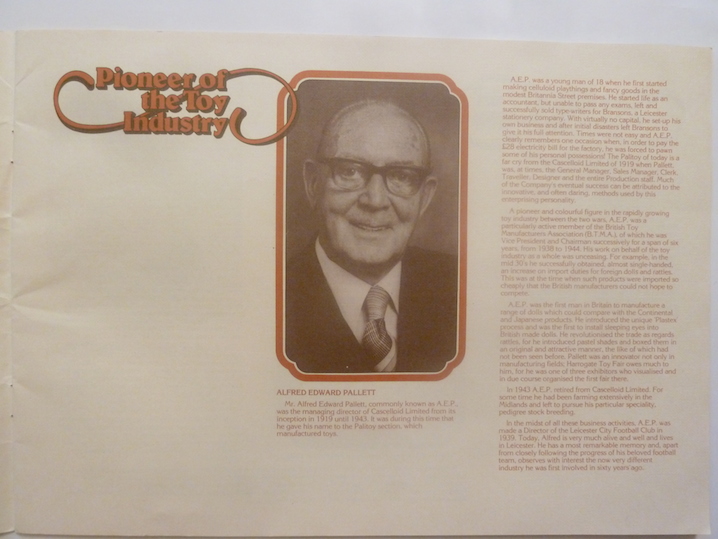 Pioneer of
the Toy
Industry
ALFRED EDWARD PALLETT
Mr. Alfred Edward Pallett, commonly known as A.E.P.,
was the managing director of Cascelloid Limited from its
inception in 1919 until 1943. It was during this time that
he gave his name to the Palitoy section, which
manufactured toys.
A.E.P. was a young man of 18 when he first started
making celluloid playthings and fancy goods in the
modest Britannia Street premises. He started life as an
accountant, but unable to pass any exams, left and
successfully sold typewriters for Bransons, a Leicester
stationery company. With virtually no capital, he set up his
own business and after initial disasters left Bransons to
give it his full attention. Times were not easy and A.E.P.
clearly remembers one occasion when, in order to pay the
£28 electricity bill for the factory, he was forced to pawn
some of his personal possessions! The Palitoy of today is a
far cry from the Cascelloid Limited of 1919 when Pallett
was, at times, the General Manager, Sales Manager, Clerk,
Traveller, Designer and the entire Production staff. Much
of the Company's eventual success can be attributed to the
innovative, and often daring, methods used by this
enterprising personality.
A pioneer and colourful figure in the rapidly growing
toy industry between the two wars, A.E.P. was a
particularly active member of the British Toy
Manufacturers Association (B.T.M.A.), of which he was
Vice President and Chairman successively for a span of six
years, from 1938 to 1944. His work on behalf of the toy
industry as a whole was unceasing. For example, in the
mid 30's he successfully obtained, almost single-handed,
an increase on import duties for foreign dolls and rattles.
This was at the time when such products were imported so
cheaply that the British manufacturers could not hope to
compete.
A.E.P. was the first man in Britain to manufacture a
range of dolls which could compare with the Continental
and Japanese products. He introduced the unique 'Plastex'
process and was the first to install sleeping eyes into
British made dolls. He revolutionised the trade as regards
rattles, for he introduced pastel shades and boxed them in
an original and attractive manner, the like of which had
not been seen before. Pallett was an innovator not only in
manufacturing fields; Harrogate Toy Fair owes much to
him, for he was one of three exhibitors who visualised and
in due course organised the first fair there.
In 1943 A.E.P. retired from Cascelloid Limited. For
some time he had been farming extensively in the
Midlands and left to pursue his particular speciality,
pedigree stock breeding.
In the midst of all these business activities, A.E.P. was
made a Director of the Leicester City Football Club in
1939. Today, Alfred is very much alive and well and lives
in Leicester. He has a most remarkable memory and, apart
from closely following the progress of his beloved football
team, observes with interest the now very different
industry he was first involved in sixty years ago.